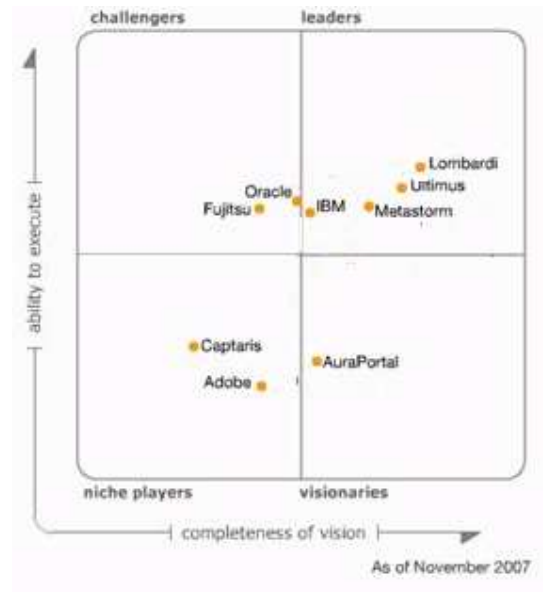 challengers leaders
Lombardi
Ultimus
Oracle
Fujitsu
IBM
Metastorm
ability to execute
Captaris
AuraPortal
Adobe
niche players visionaries
completeness of vision
As of November 2007